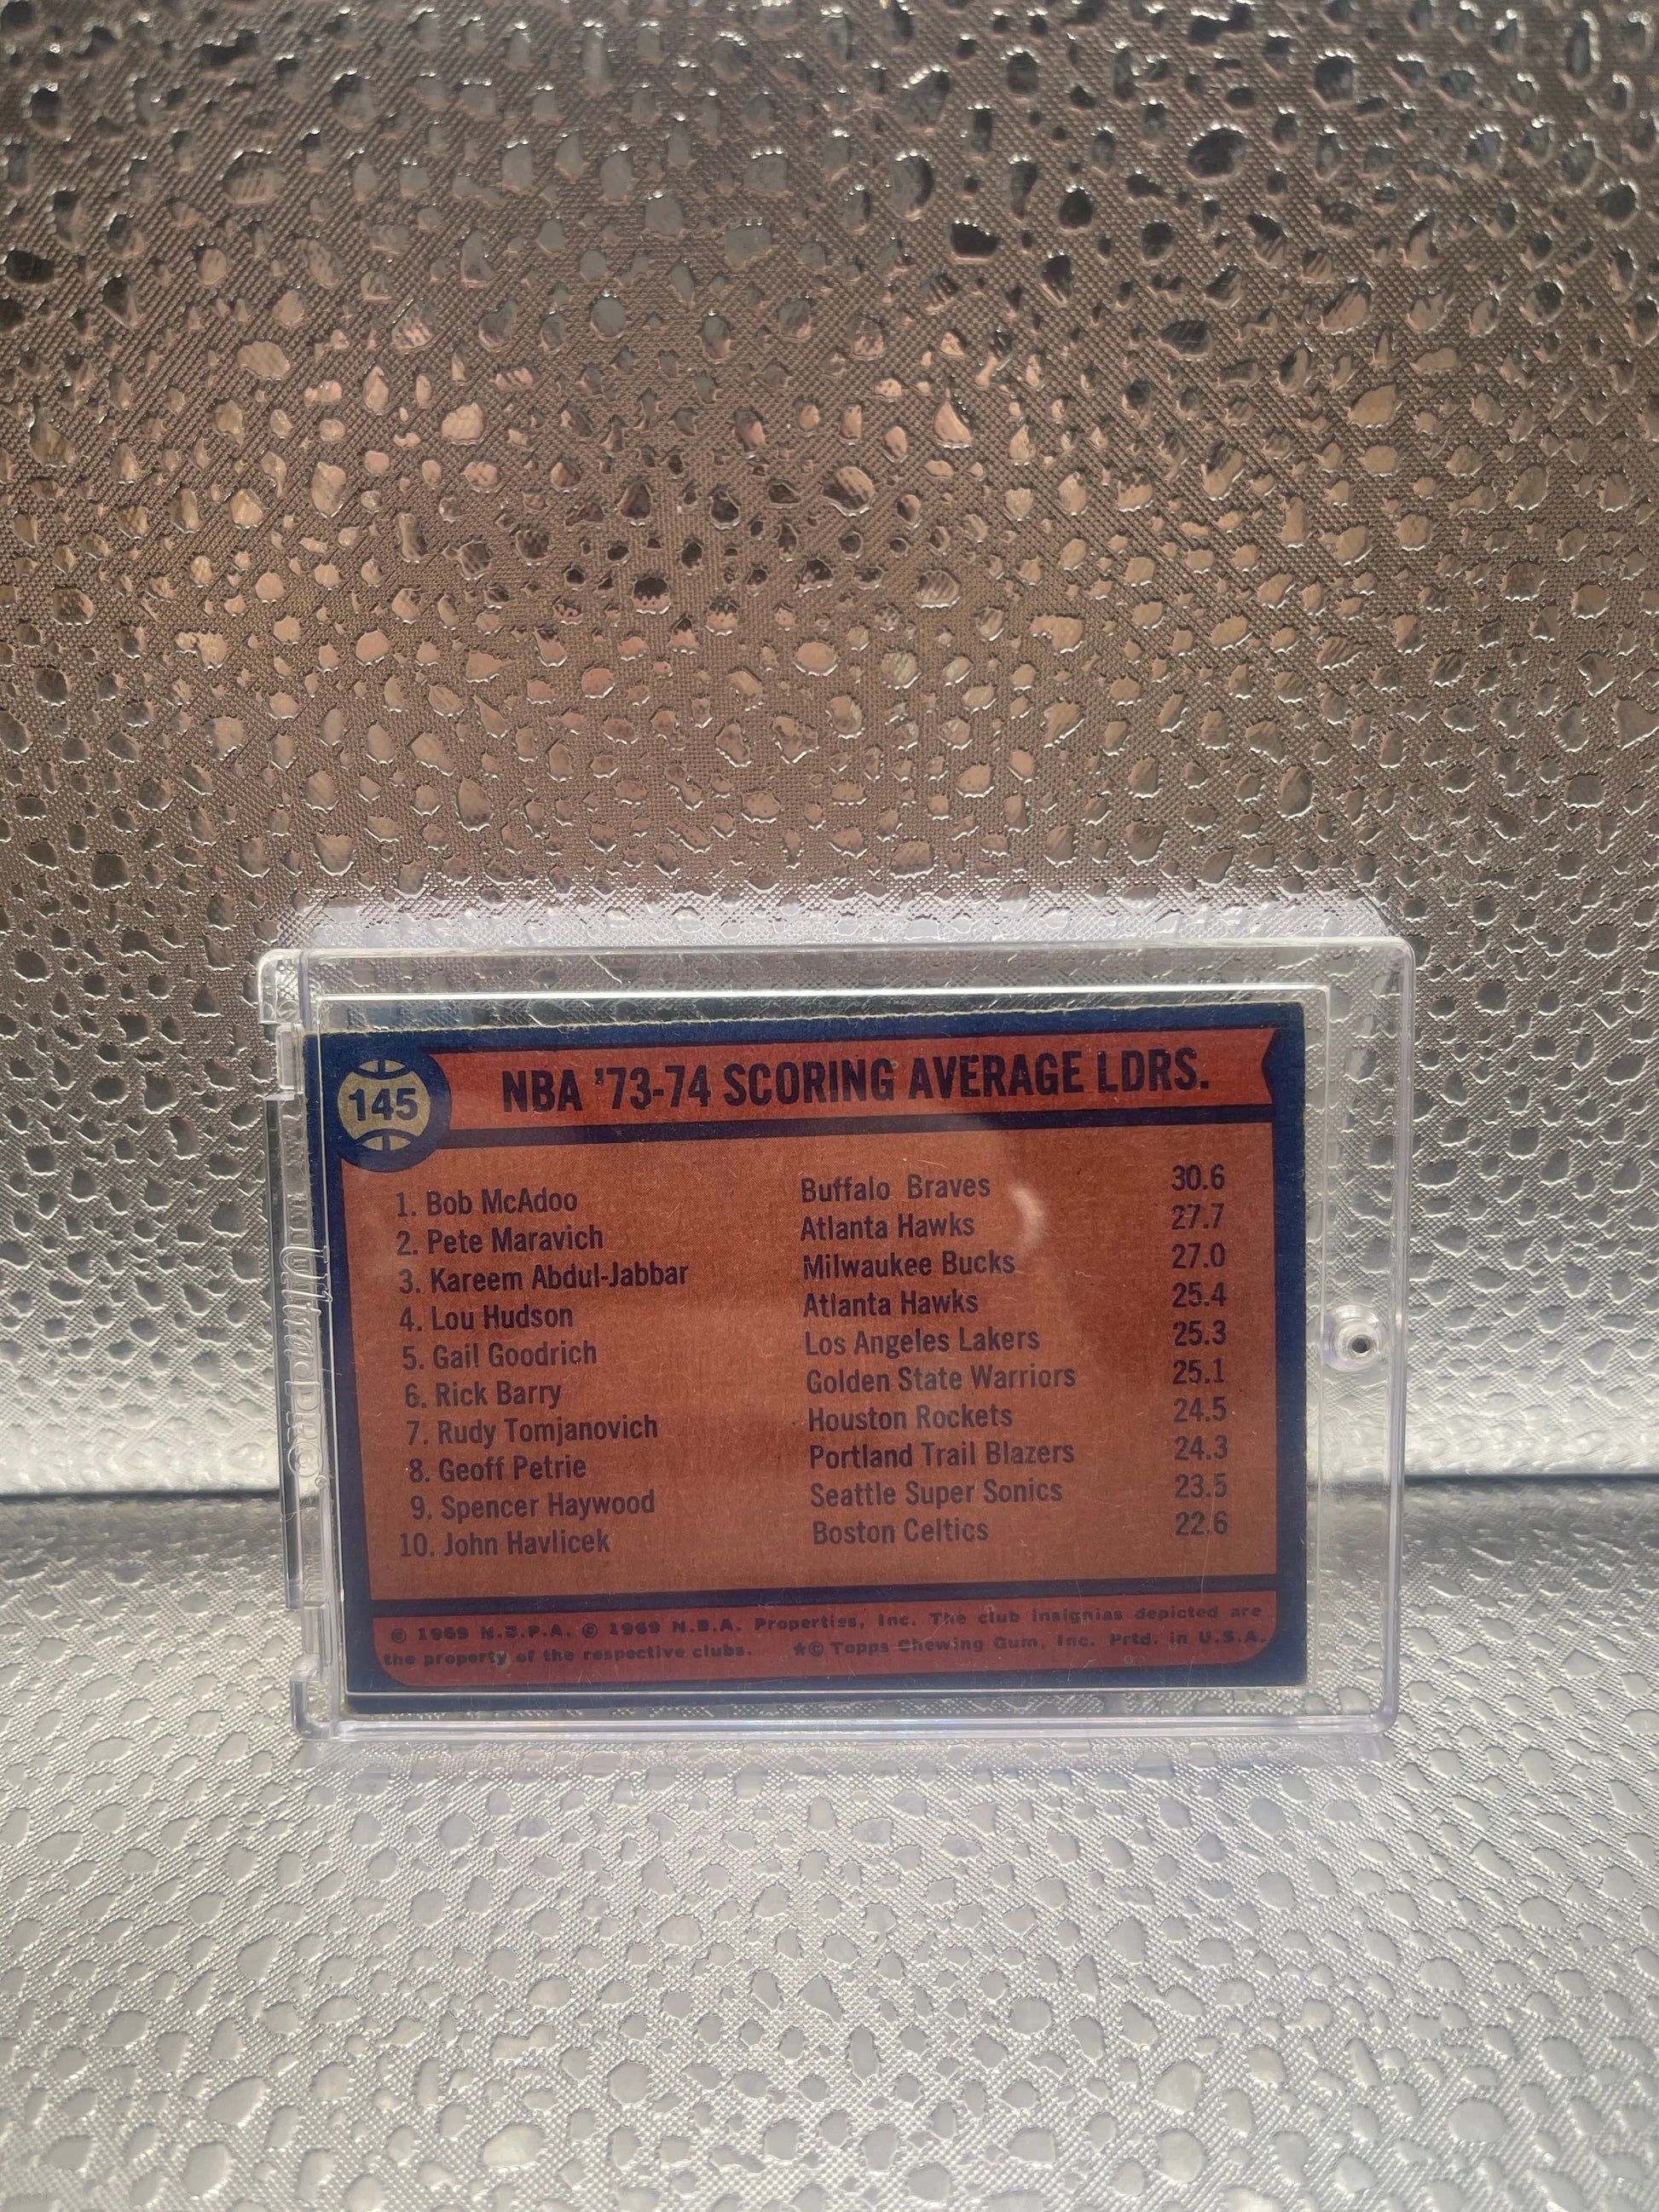 145
NBA '73-74 SCORING AVERAGE LDRS.
1. Bob McAdoo Buffalo Braves 30.6
2. Pete Maravich Atlanta Hawks 27.7
3. Kareem Abdul-Jabbar Milwaukee Bucks 27.0
4. Lou Hudson Atlanta Hawks 25.4
5. Gail Goodrich Los Angeles Lakers 25.3
6. Rick Barry Golden State Warriors 25.1
7. Rudy Tomjanovich Houston Rockets 24.5
8. Geoff Petrie Portland Trail Blazers 24.3
9. Spencer Haywood Seattle Super Sonics 23.5
10. John Havlicek Boston Celtics 22.6
© 1969 N.B.P.A. © 1969 N.B.A. Properties, Inc. The club insignias depicted are
the property of the respective clubs. *© Topps Chewing Gum, Inc. Prtd. in U.S.A.
Ultra·PRO®